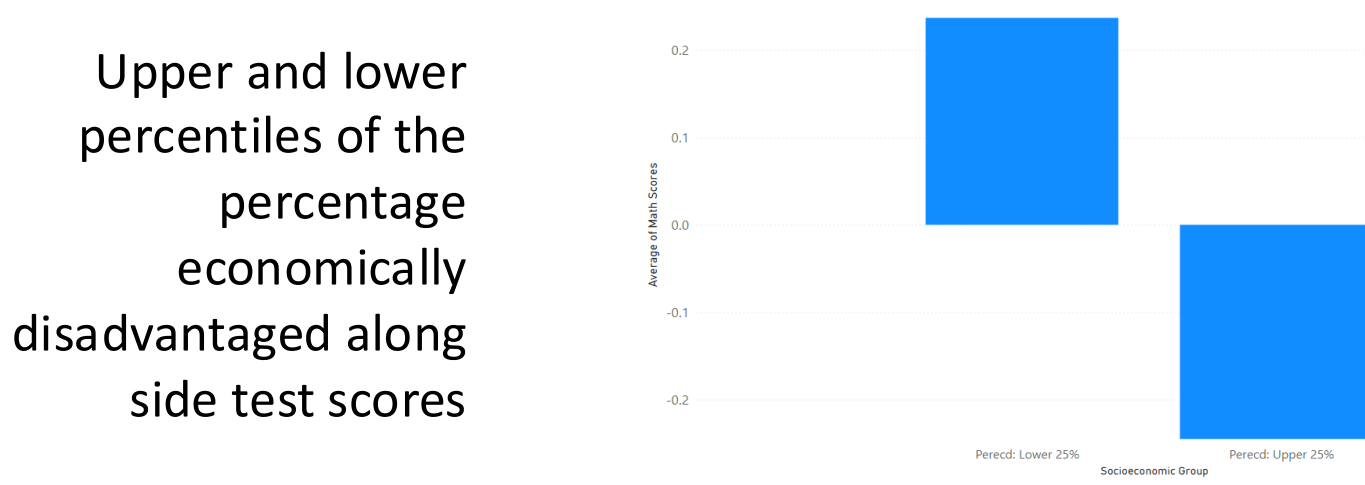 Upper and lower
percentiles of the
percentage
economically
disadvantaged along
side test scores
0.2
0.1
0.0
-0.1
-0.2
Average of Math Scores
Perecd: Lower 25%
Perecd: Upper 25%
Socioeconomic Group